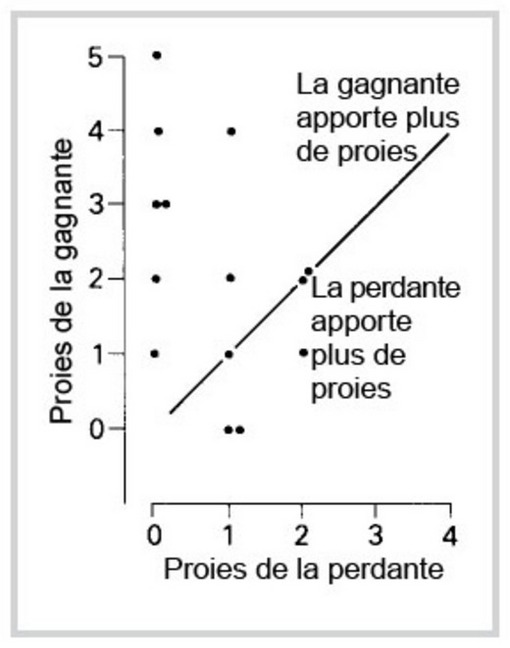 5
4
3
2
1
0
Proies de la gagnante
La gagnante
apporte plus
de proies
La perdante
apporte
plus de
proies
0 1 2 3 4
Proies de la perdante